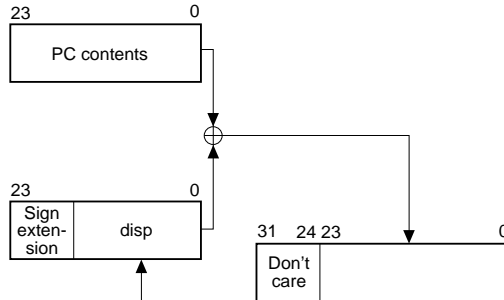 23 0
PC contents
23 0
Sign
exten-
sion
disp
31 24 23 0
Don't
care